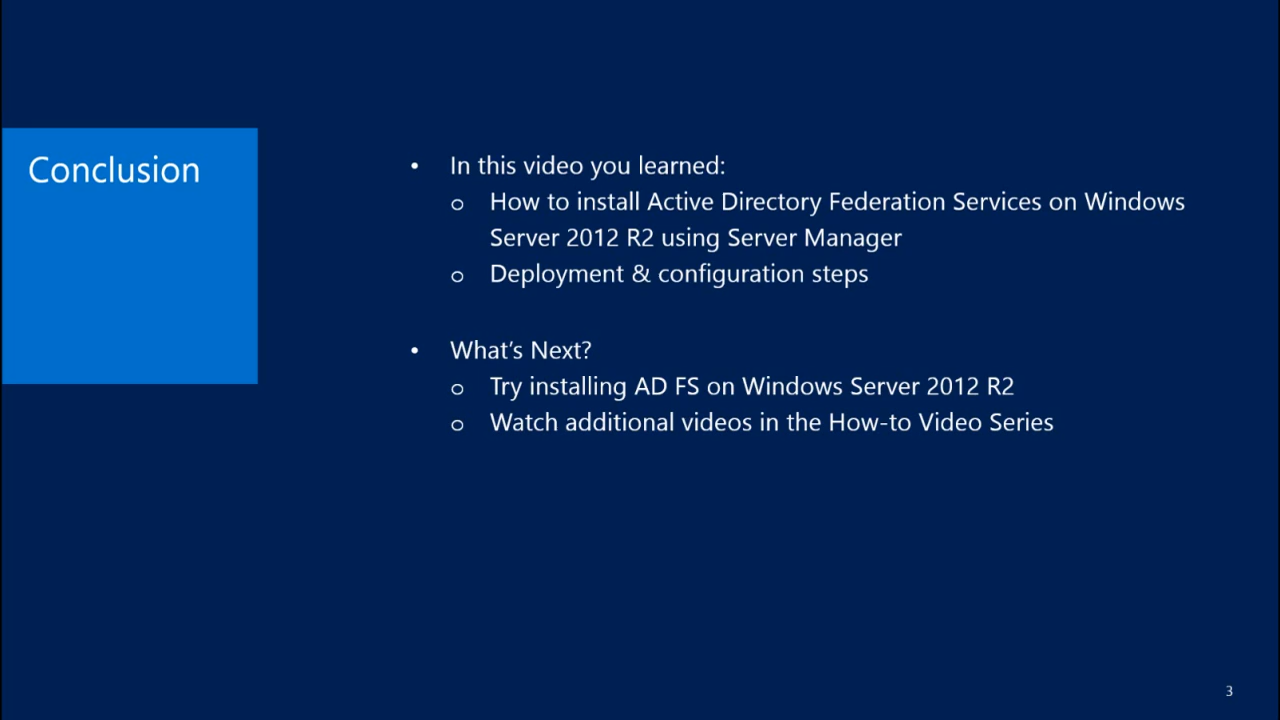 Conclusion
• In this video you learned:
o How to install Active Directory Federation Services on Windows
Server 2012 R2 using Server Manager
o Deployment & configuration steps
• What’s Next?
o Try installing AD FS on Windows Server 2012 R2
o Watch additional videos in the How-to Video Series
3